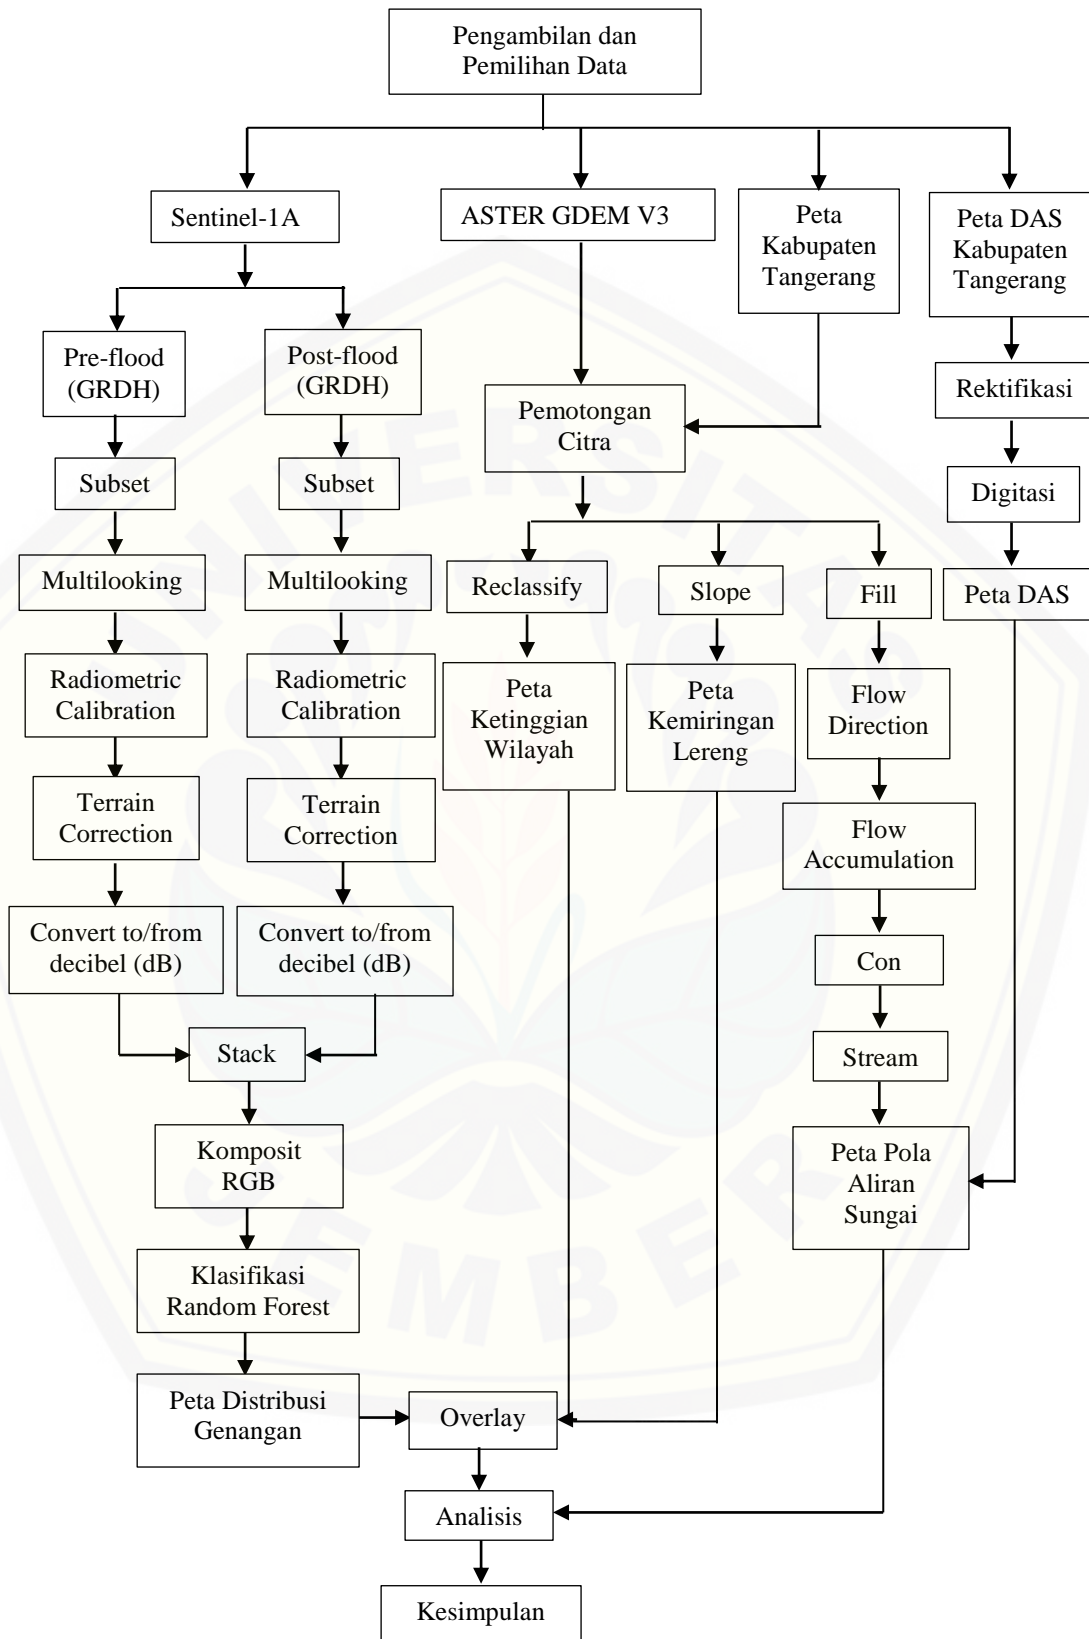 Pengambilan dan
Pemilihan Data
Sentinel-1A
ASTER GDEM V3
Peta
Kabupaten
Tangerang
Peta DAS
Kabupaten
Tangerang
Pre-flood
(GRDH)
Post-flood
(GRDH)
Pemotongan
Citra
Rektifikasi
Subset
Subset
Digitasi
Multilooking
Multilooking
Reclassify
Slope
Fill
Peta DAS
Radiometric
Calibration
Radiometric
Calibration
Peta
Ketinggian
Wilayah
Peta
Kemiringan
Lereng
Flow
Direction
Terrain
Correction
Terrain
Correction
Flow
Accumulation
Convert to/from
decibel (dB)
Convert to/from
decibel (dB)
Con
Stack
Stream
Komposit
RGB
Peta Pola
Aliran
Sungai
Klasifikasi
Random Forest
Peta Distribusi
Genangan
Overlay
Analisis
Kesimpulan
UNIVERSITAS
JEMBER